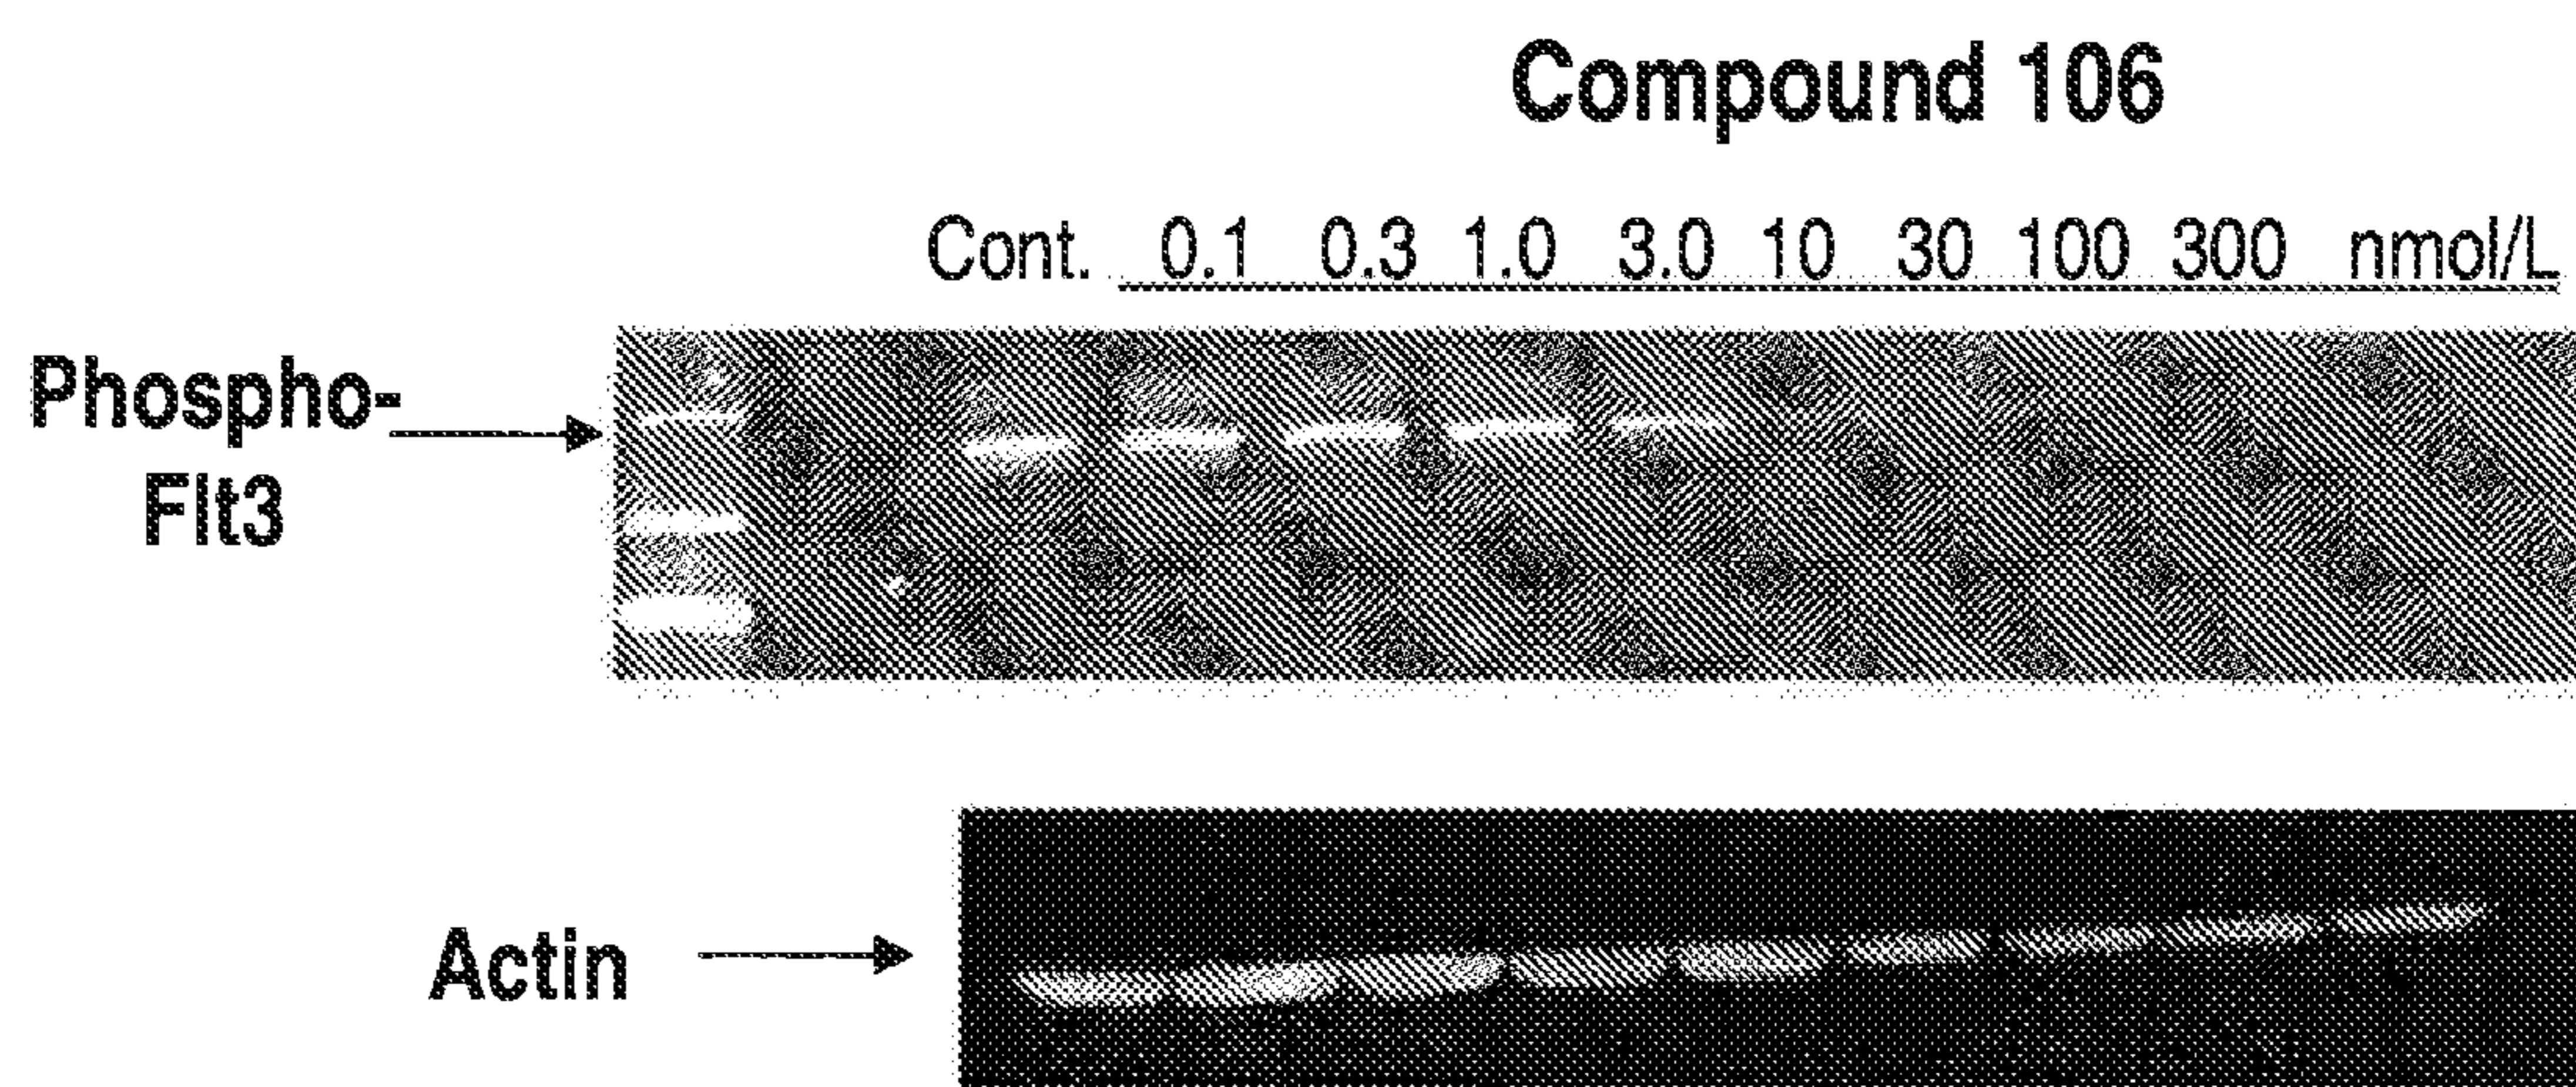 Compound 106
Cont. 0.1 0.3 1.0 3.0 10 30 100 300 nmol/L
Phospho-
Flt3
Actin